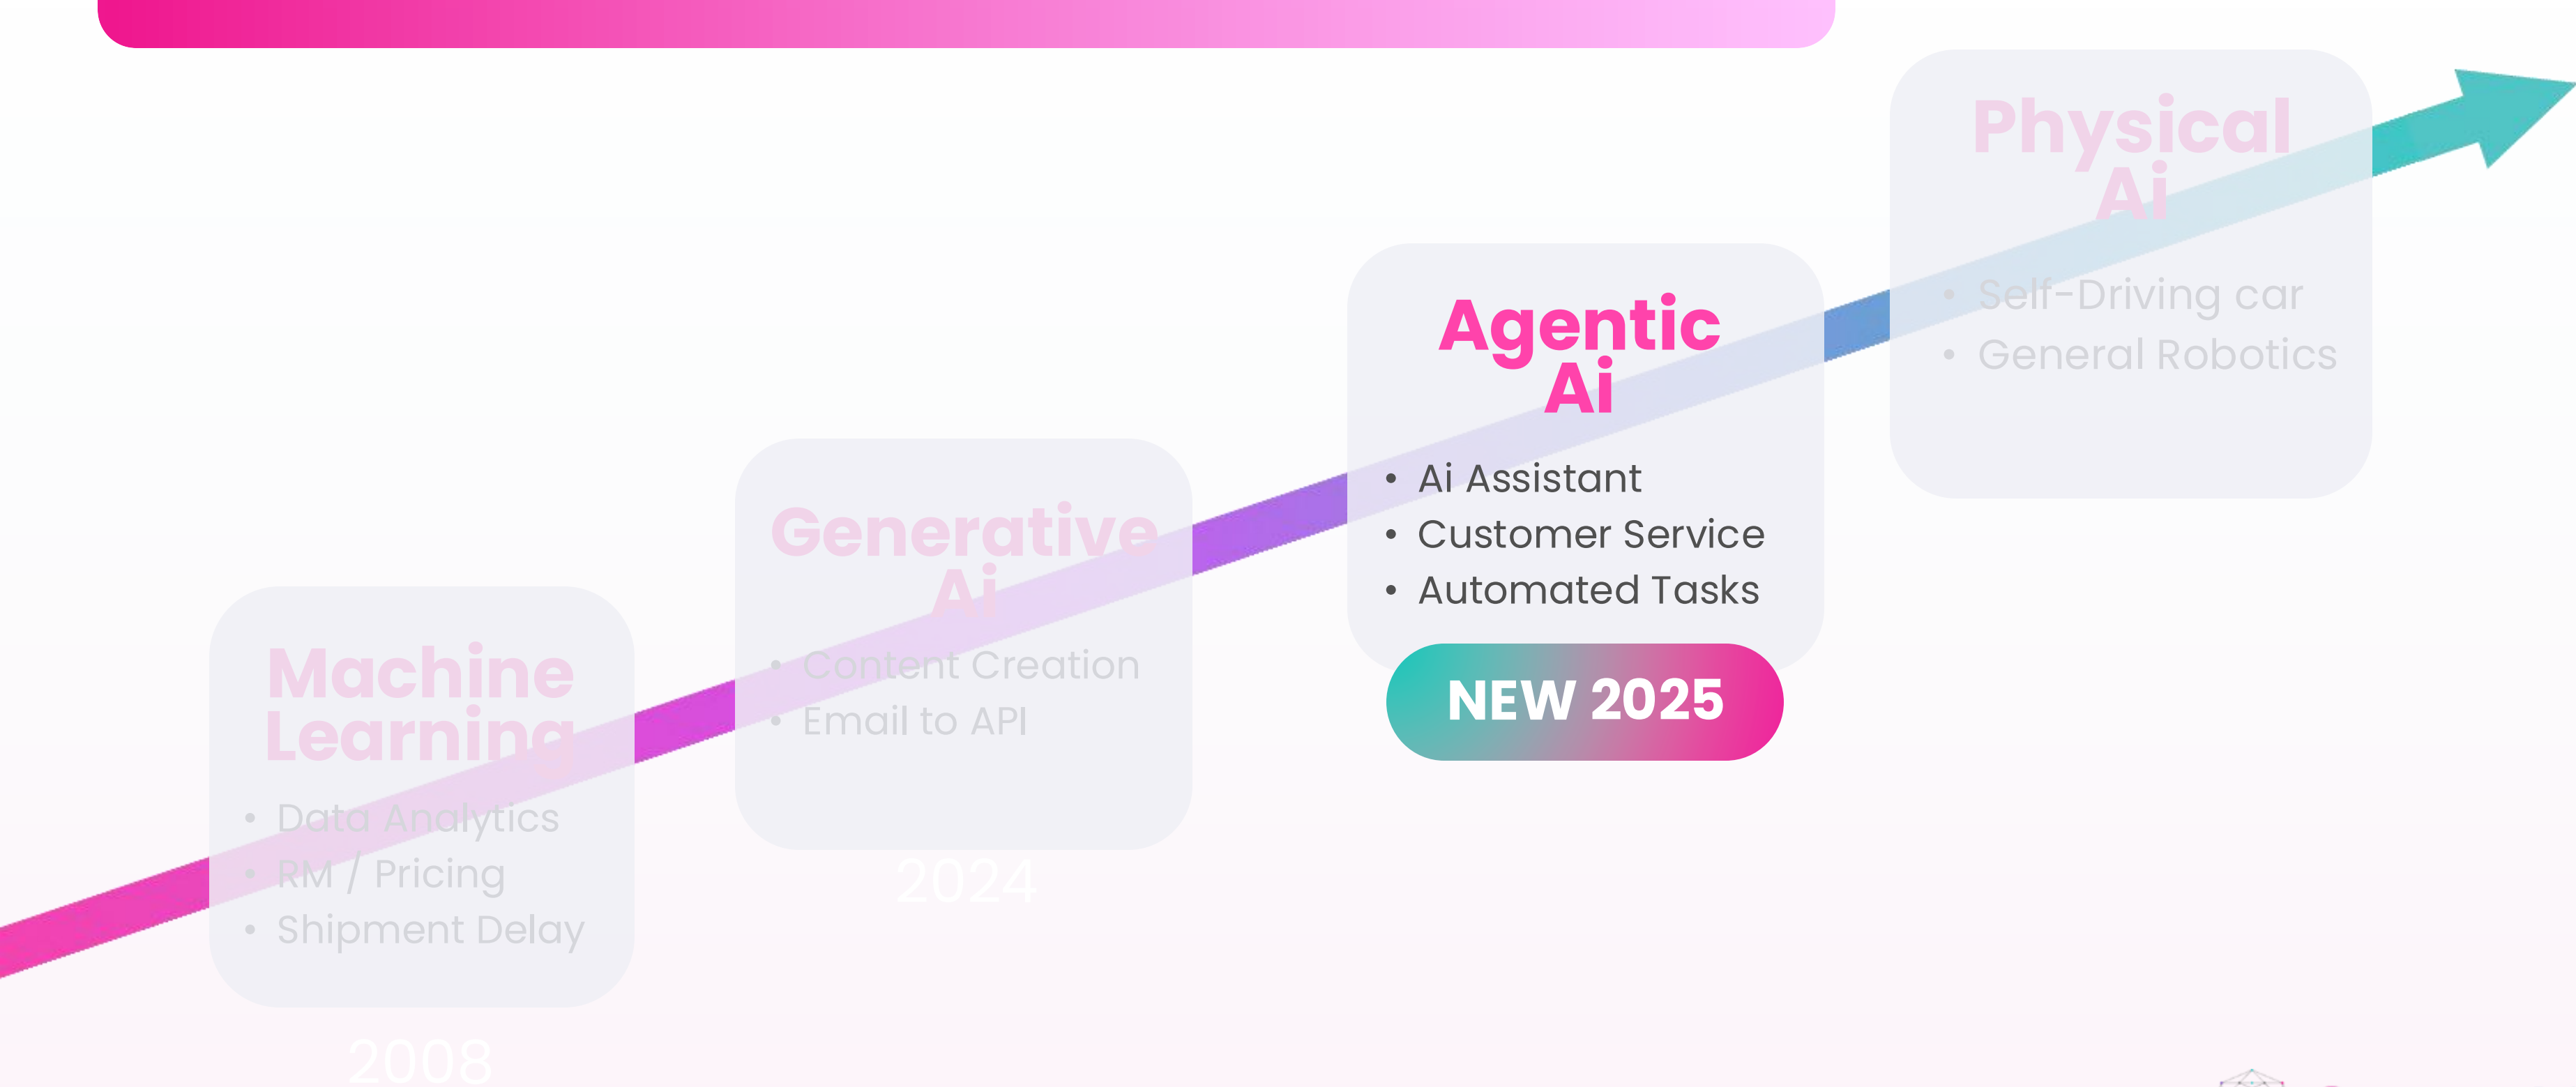 Machine
Learning
• Data Analytics
• RM / Pricing
• Shipment Delay
2008
Generative
Ai
• Content Creation
• Email to API
2024
Agentic
Ai
• Ai Assistant
• Customer Service
• Automated Tasks
NEW 2025
Physical
Ai
• Self-Driving car
• General Robotics